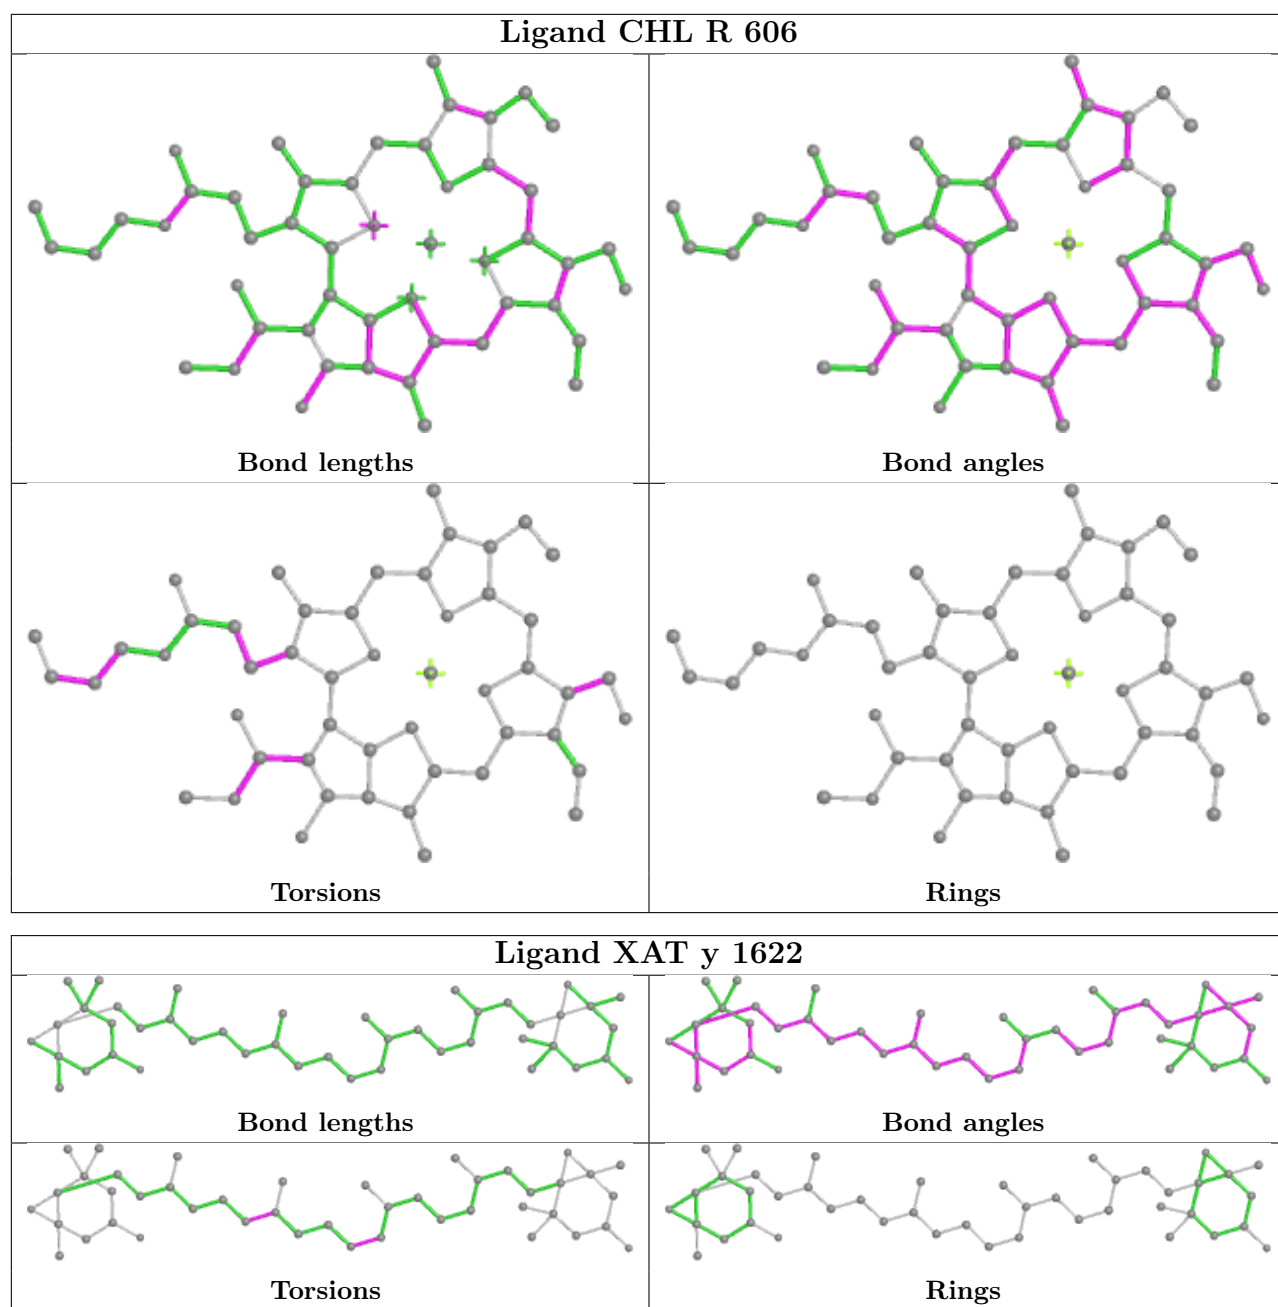 Ligand CHL R 606
Bond lengths
Bond angles
Torsions
Rings
Ligand XAT y 1622
Bond lengths
Bond angles
Torsions
Rings